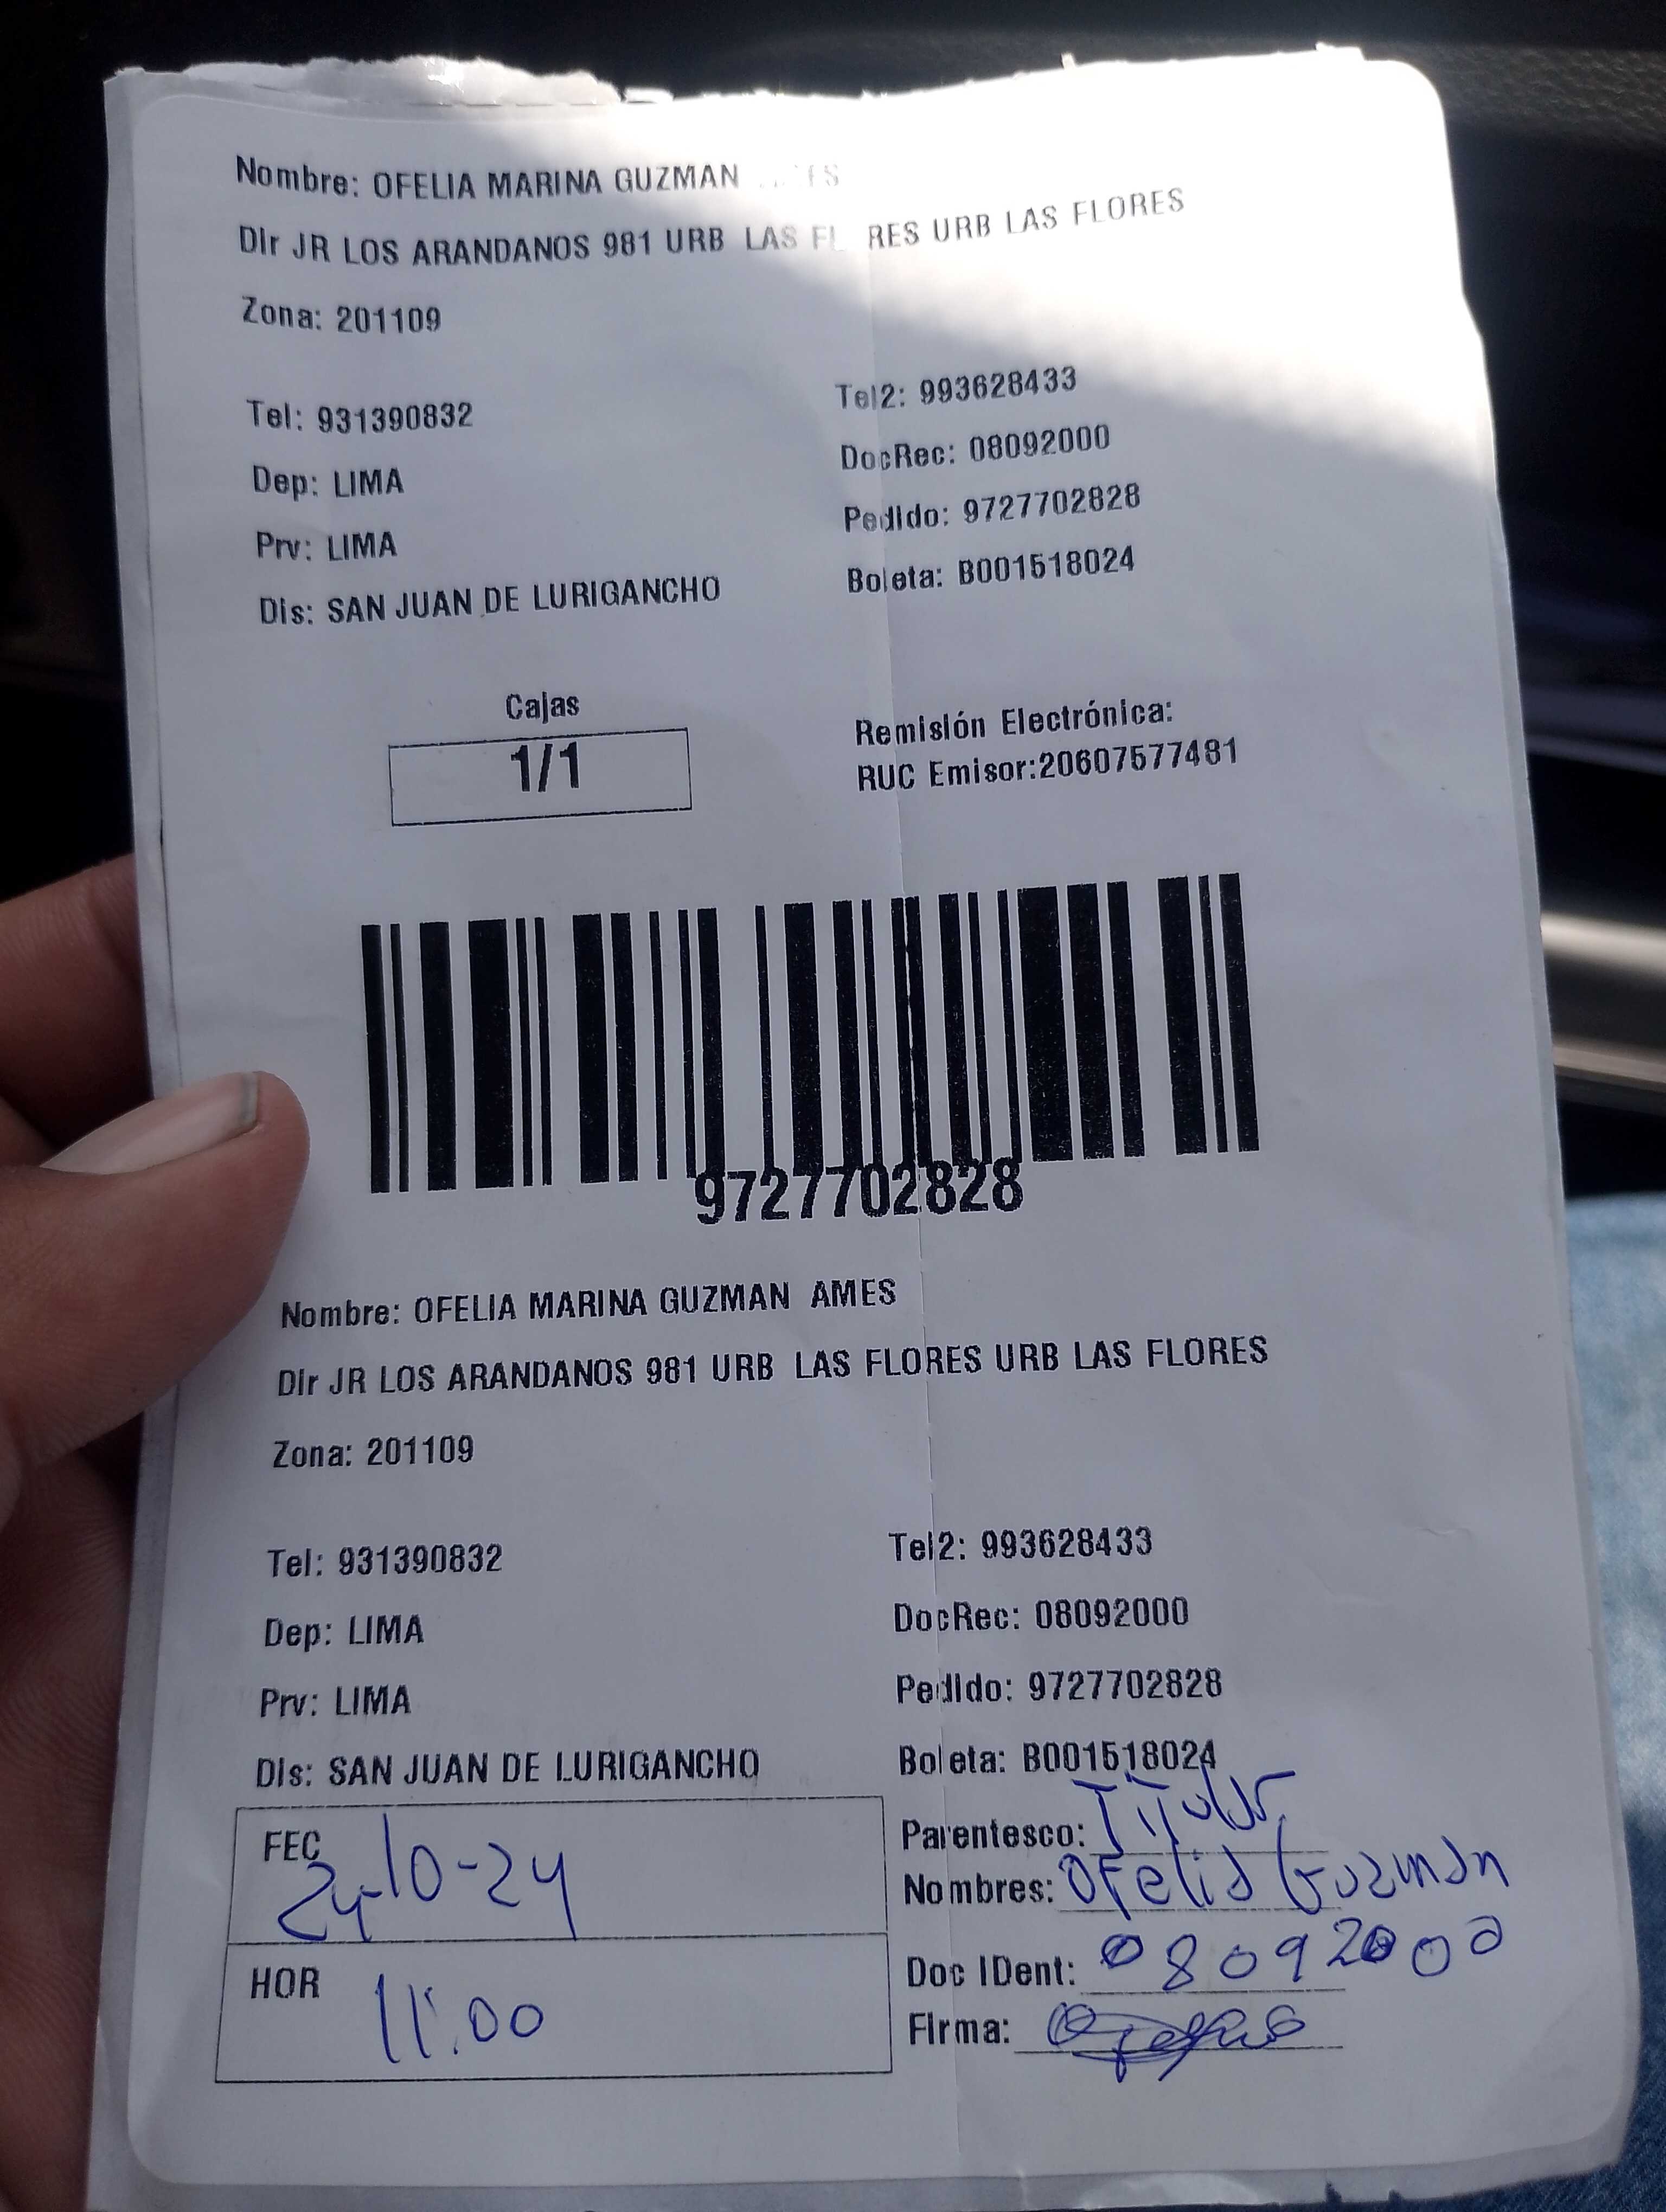 Nombre: OFELIA MARINA GUZMAN
Dir JR LOS ARANDANOS 981 URB LAS FL RES URB LAS FLORES
Zona: 201109
Tel: 931390832
Tel2: 993628433
DocRec: 08092000
Dep: LIMA
Pedido: 9727702828
Prv: LIMA
Boleta: B001518024
Dis: SAN JUAN DE LURIGANCHO
Cajas
1/1
Remisión Electrónica:
RUC Emisor:20607577481
9727702828
Nombre: OFELIA MARINA GUZMAN AMES
Dir JR LOS ARANDANOS 981 URB LAS FLORES URB LAS FLORES
Zona: 201109
Tel: 931390832
Tel2: 993628433
DocRec: 08092000
Dep: LIMA
Pedido: 9727702828
Prv: LIMA
Boleta: B001518024
Dis: SAN JUAN DE LURIGANCHO
FEC 24-10-24
HOR 11:00
Parentesco: Titular
Nombres: Ofelia Guzman
Doc IDent: 08092000
Firma: